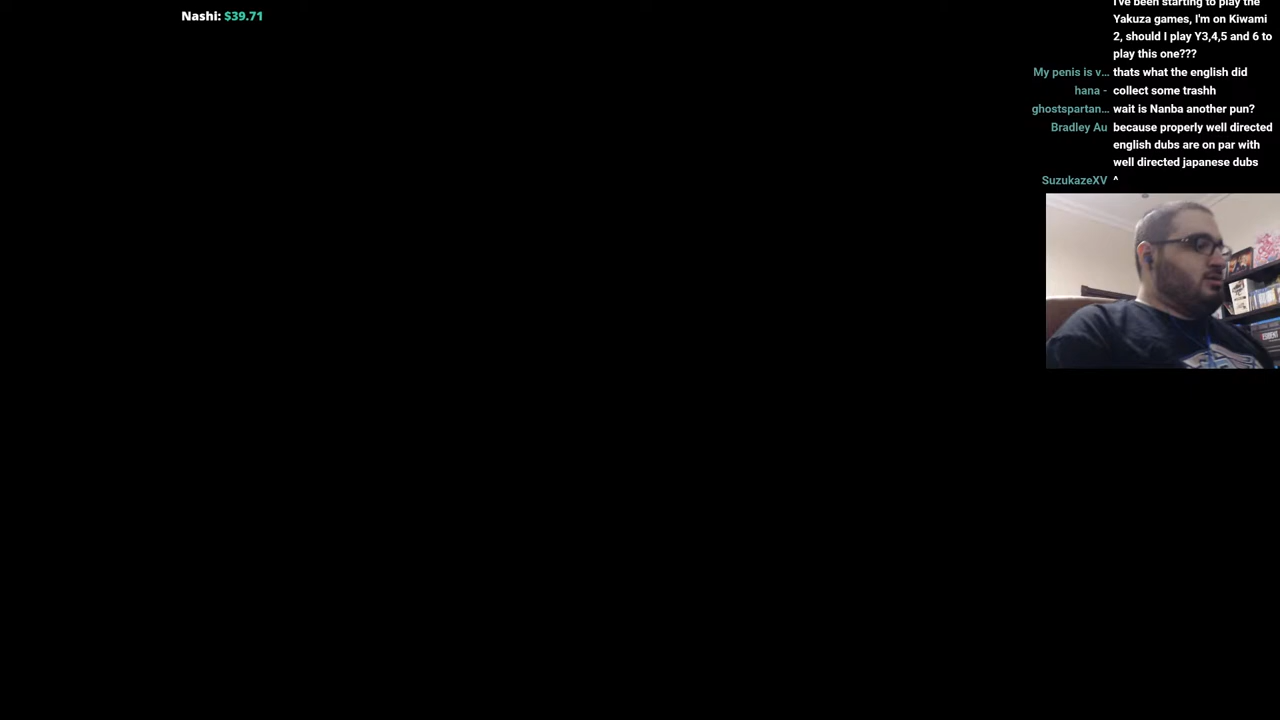 Nashi: $39.71
I've been starting to play the
Yakuza games, I'm on Kiwami
2, should I play Y3,4,5 and 6 to
play this one???
My penis is v… thats what the english did
hana - collect some trashh
ghostspartan… wait is Nanba another pun?
Bradley Au because properly well directed
english dubs are on par with
well directed japanese dubs
SuzukazeXV ^